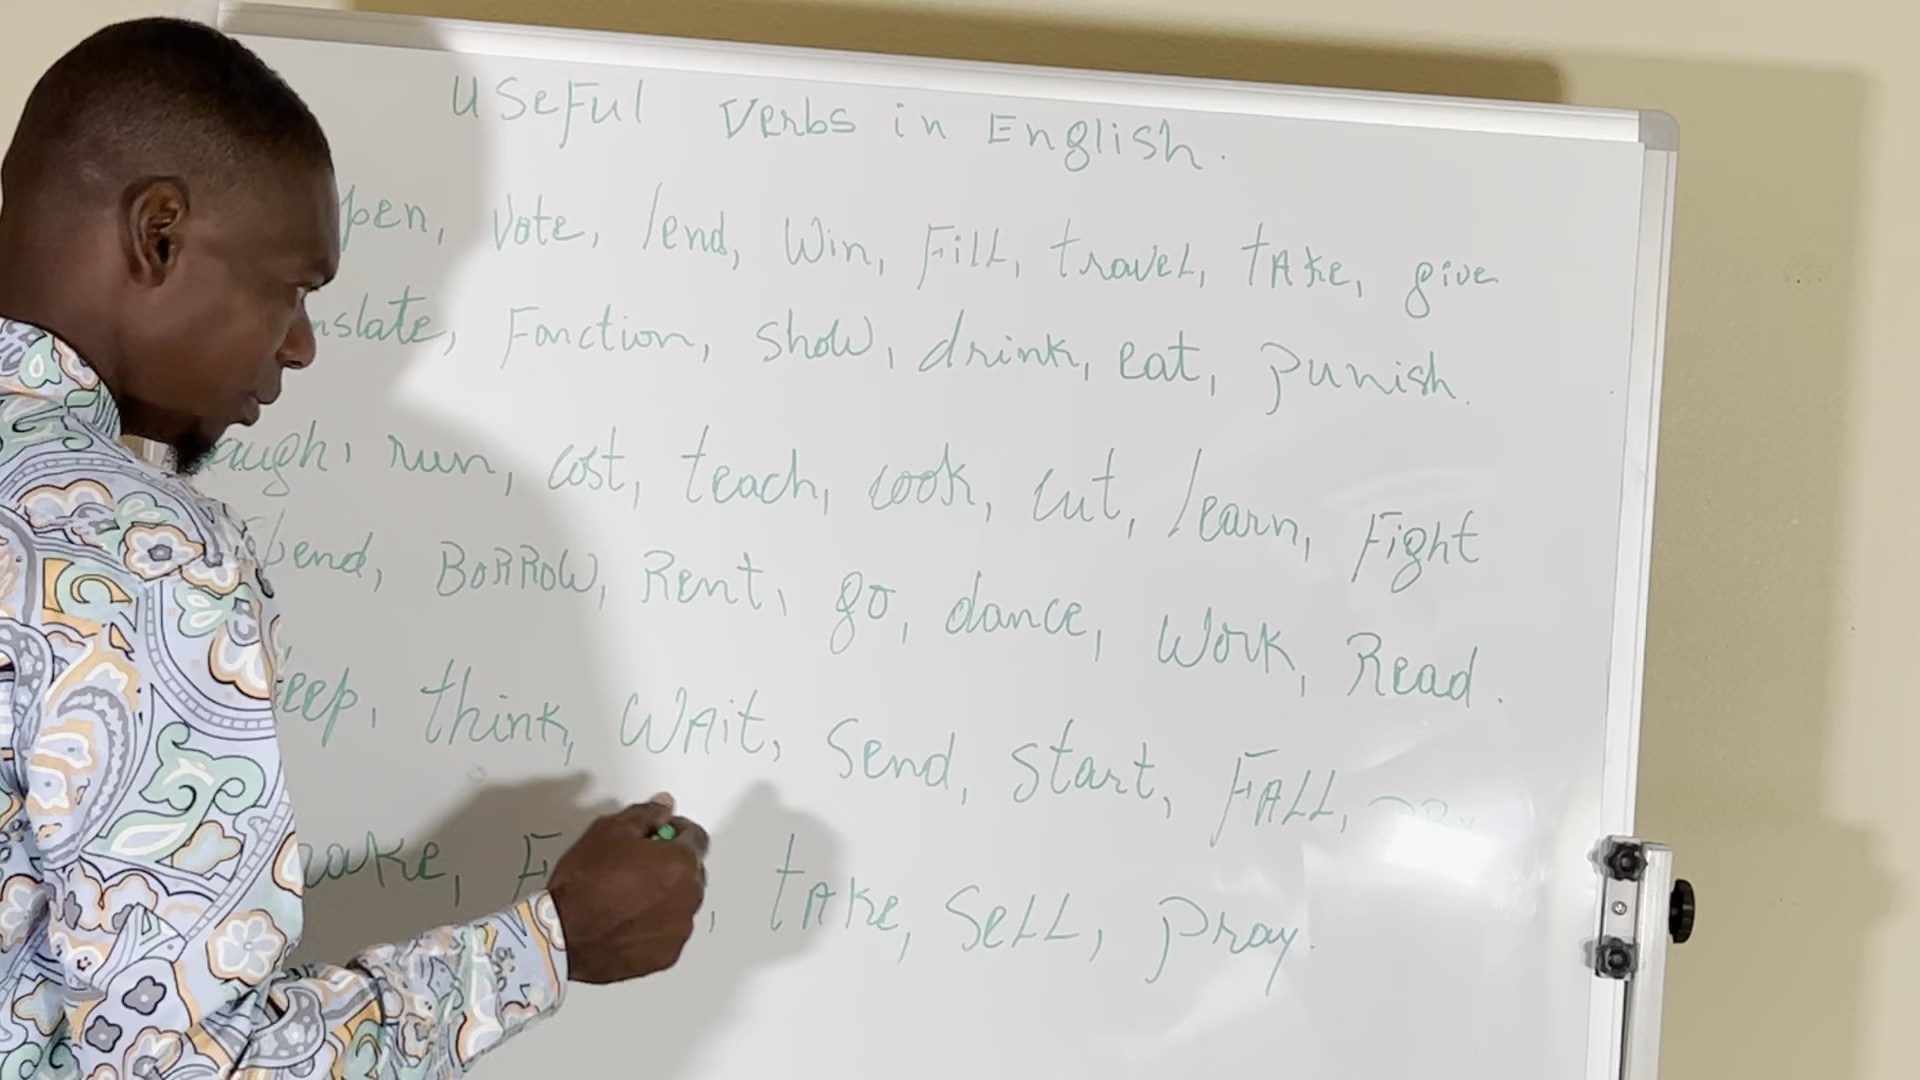 USeFul Verbs in English.
pen, Vote, lend, Win, Fill, travel, tAke, give
nslate, Fonction, show, drink, eat, punish.
augh, run, cost, teach, cook, cut, learn, Fight
pend, BoRRoW, Rent, go, dance, Work, Read.
eep, think, WAit, Send, Start, FALL,
ake, F , tAke, SeLL, pray.